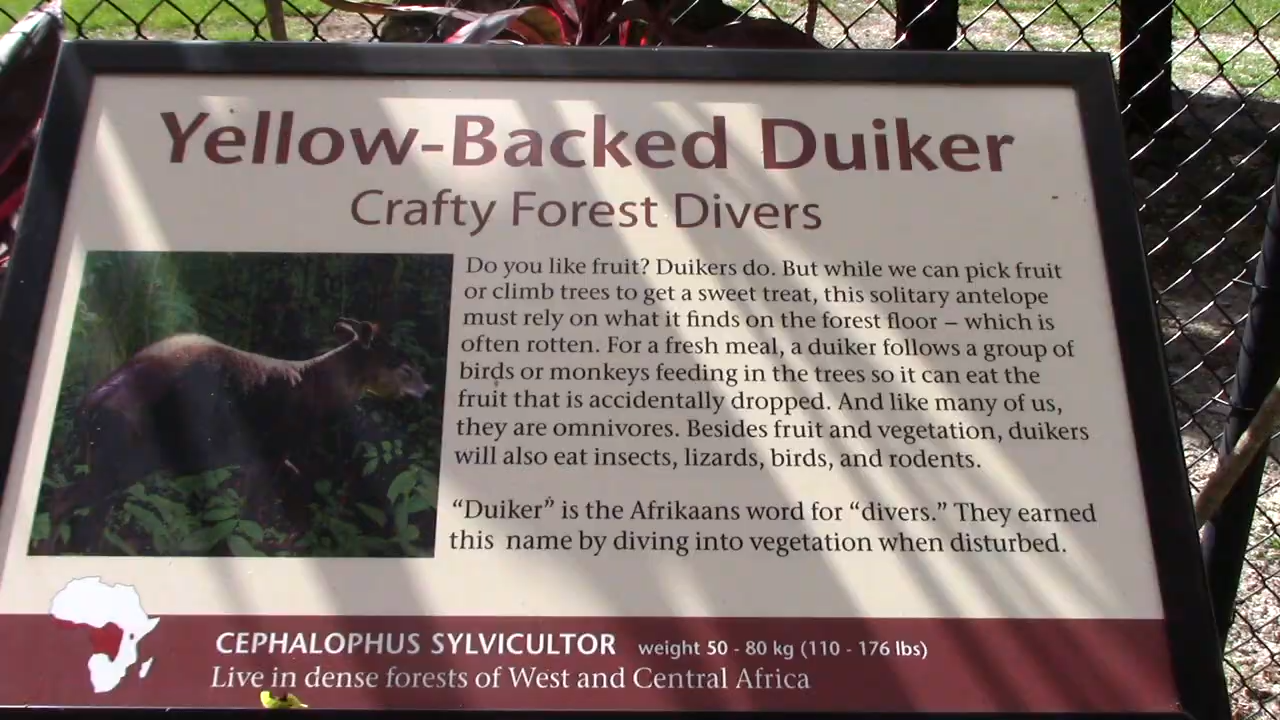 Yellow-Backed Duiker
Crafty Forest Divers
Do you like fruit? Duikers do. But while we can pick fruit
or climb trees to get a sweet treat, this solitary antelope
must rely on what it finds on the forest floor – which is
often rotten. For a fresh meal, a duiker follows a group of
birds or monkeys feeding in the trees so it can eat the
fruit that is accidentally dropped. And like many of us,
they are omnivores. Besides fruit and vegetation, duikers
will also eat insects, lizards, birds, and rodents.
“Duiker” is the Afrikaans word for “divers.” They earned
this name by diving into vegetation when disturbed.
CEPHALOPHUS SYLVICULTOR weight 50 - 80 kg (110 - 176 lbs)
Live in dense forests of West and Central Africa